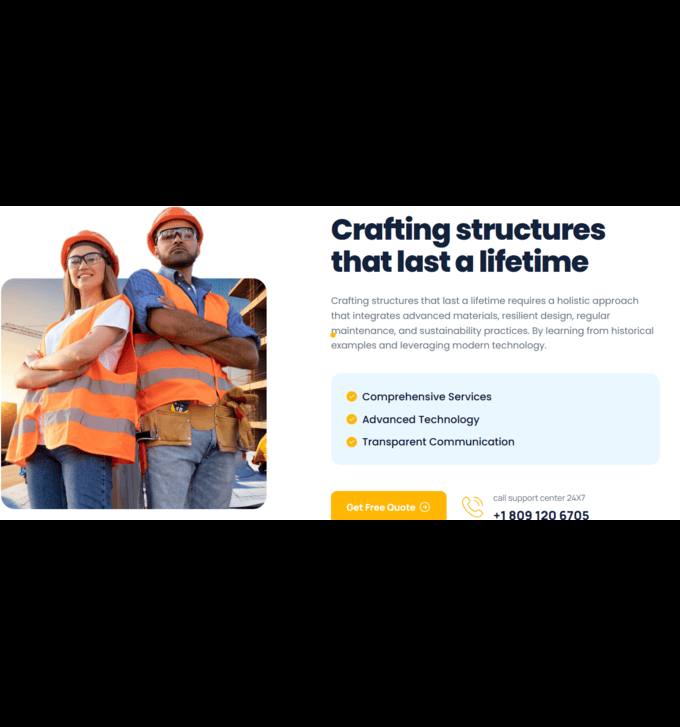 Crafting structures
that last a lifetime
Crafting structures that last a lifetime requires a holistic approach
that integrates advanced materials, resilient design, regular
maintenance, and sustainability practices. By learning from historical
examples and leveraging modern technology.
Comprehensive Services
Advanced Technology
Transparent Communication
Get Free Quote
call support center 24X7
+1 809 120 6705